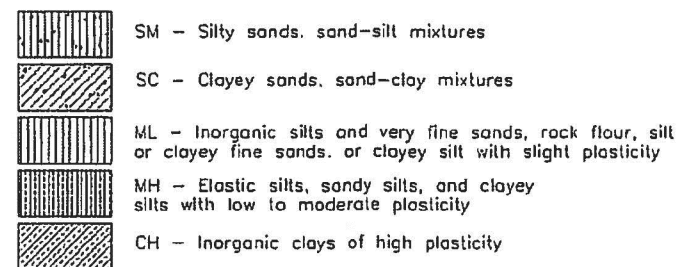 SM – Silty sands. sand–silt mixtures
SC – Clayey sands. sand–clay mixtures
ML – Inorganic silts and very fine sands, rock flour, silt
or clayey fine sands. or clayey silt with slight plasticity
MH – Elastic silts, sandy silts, and clayey
silts with low to moderate plasticity
CH – Inorganic clays of high plasticity